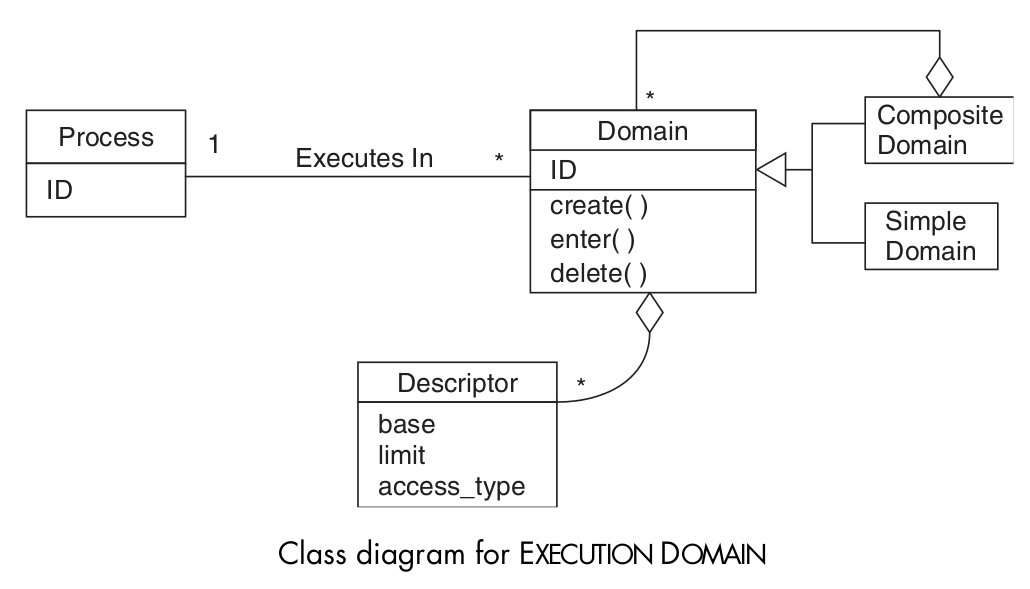 *
Process
1
Executes In
*
Domain
Composite
Domain
ID
ID
create( )
enter( )
delete( )
Simple
Domain
Descriptor
*
base
limit
access_type
Class diagram for EXECUTION DOMAIN